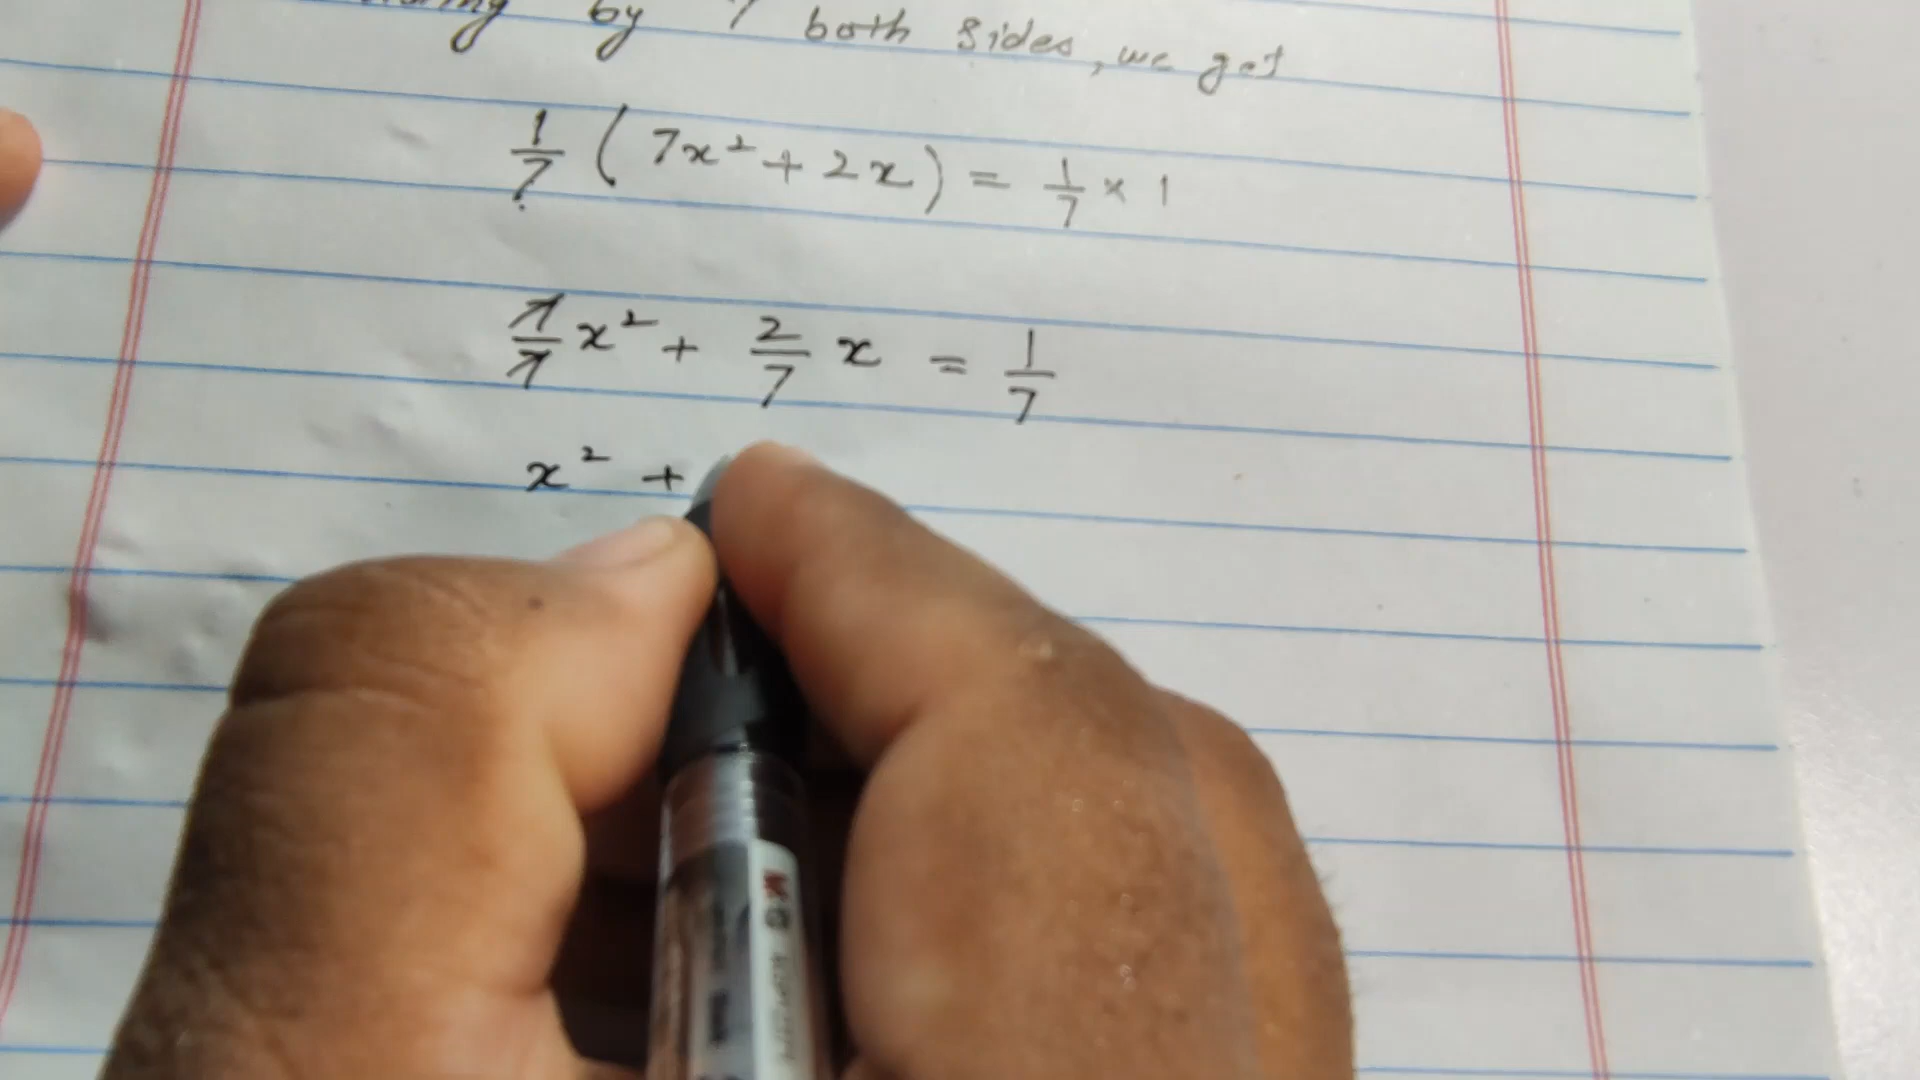 by 7 both sides, we get
1/7 ( 7x² + 2x ) = 1/7 × 1
7/7 x² + 2/7 x = 1/7
x² +